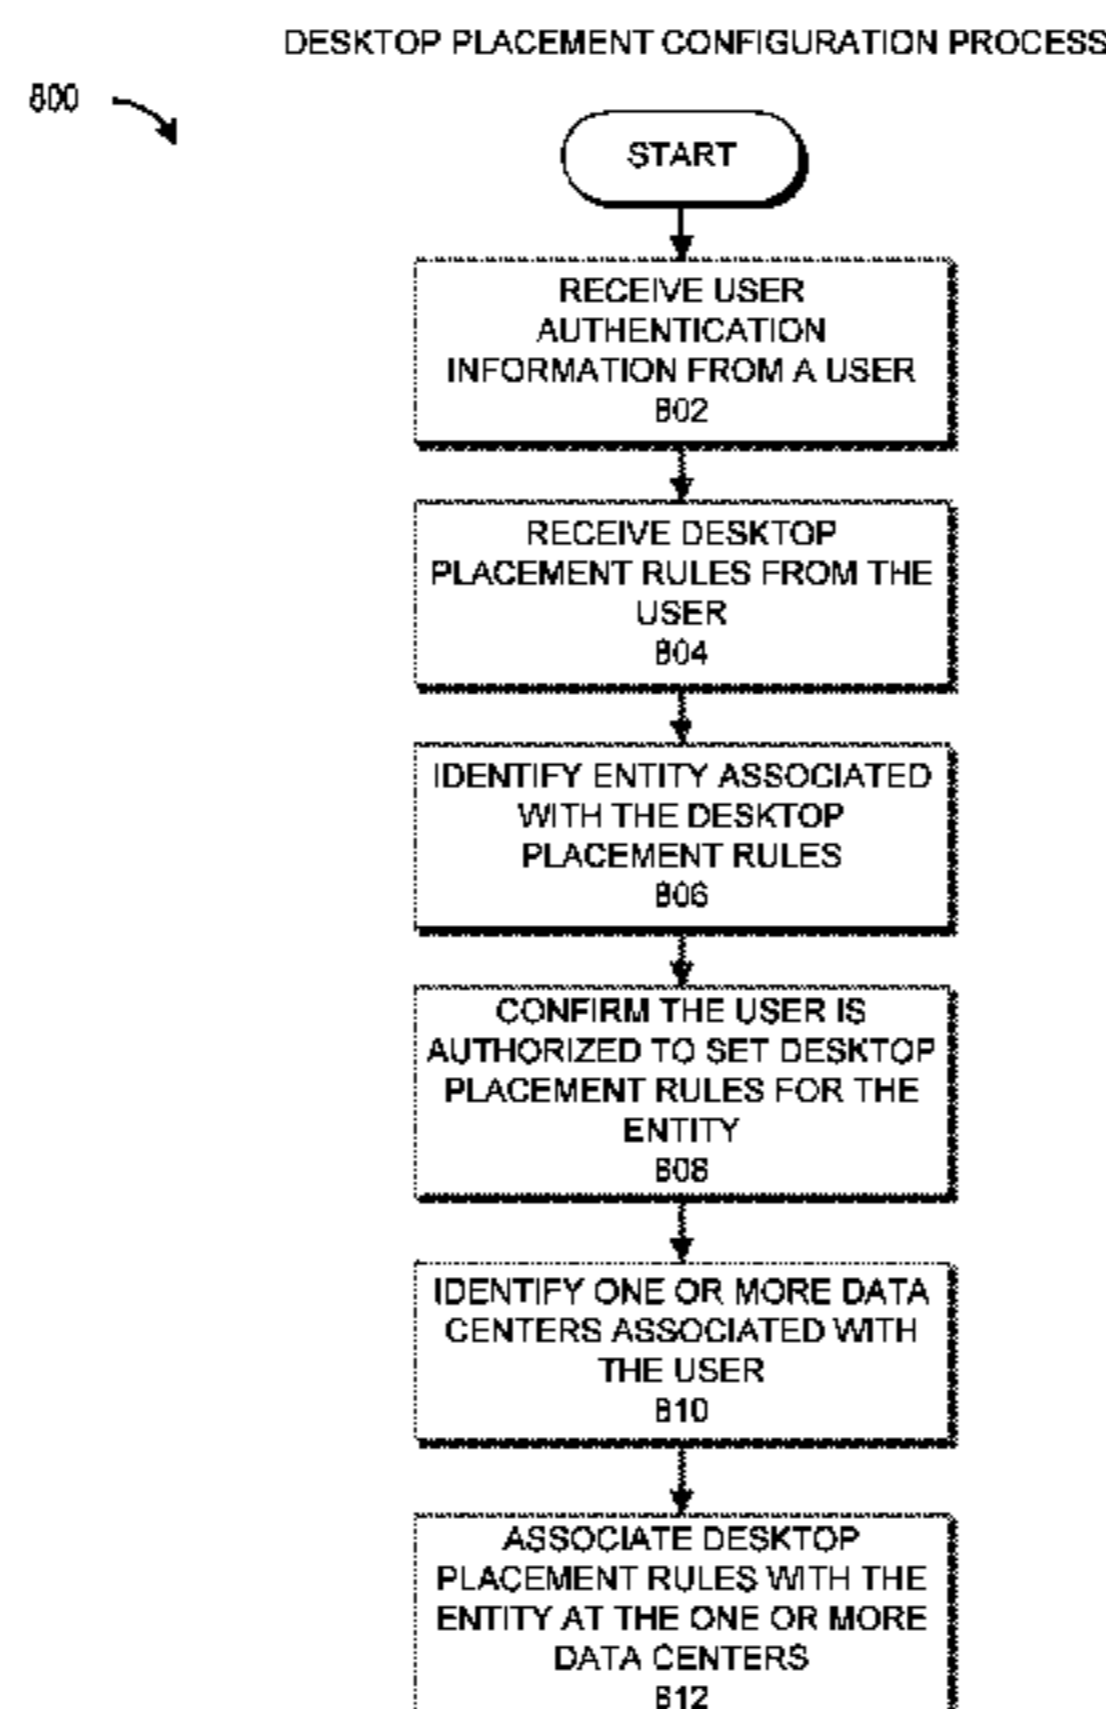 DESKTOP PLACEMENT CONFIGURATION PROCESS
800
START
RECEIVE USER
AUTHENTICATION
INFORMATION FROM A USER
802
RECEIVE DESKTOP
PLACEMENT RULES FROM THE
USER
804
IDENTIFY ENTITY ASSOCIATED
WITH THE DESKTOP
PLACEMENT RULES
806
CONFIRM THE USER IS
AUTHORIZED TO SET DESKTOP
PLACEMENT RULES FOR THE
ENTITY
808
IDENTIFY ONE OR MORE DATA
CENTERS ASSOCIATED WITH
THE USER
810
ASSOCIATE DESKTOP
PLACEMENT RULES WITH THE
ENTITY AT THE ONE OR MORE
DATA CENTERS
812